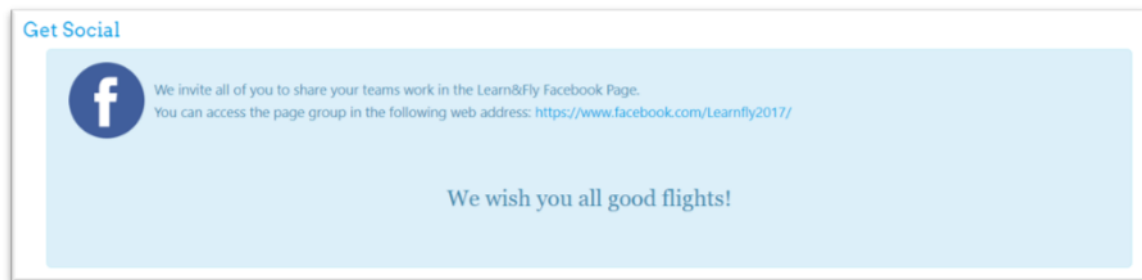 Get Social
We invite all of you to share your teams work in the Learn&Fly Facebook Page.
You can access the page group in the following web address: https://www.facebook.com/Learnfly2017/
We wish you all good flights!